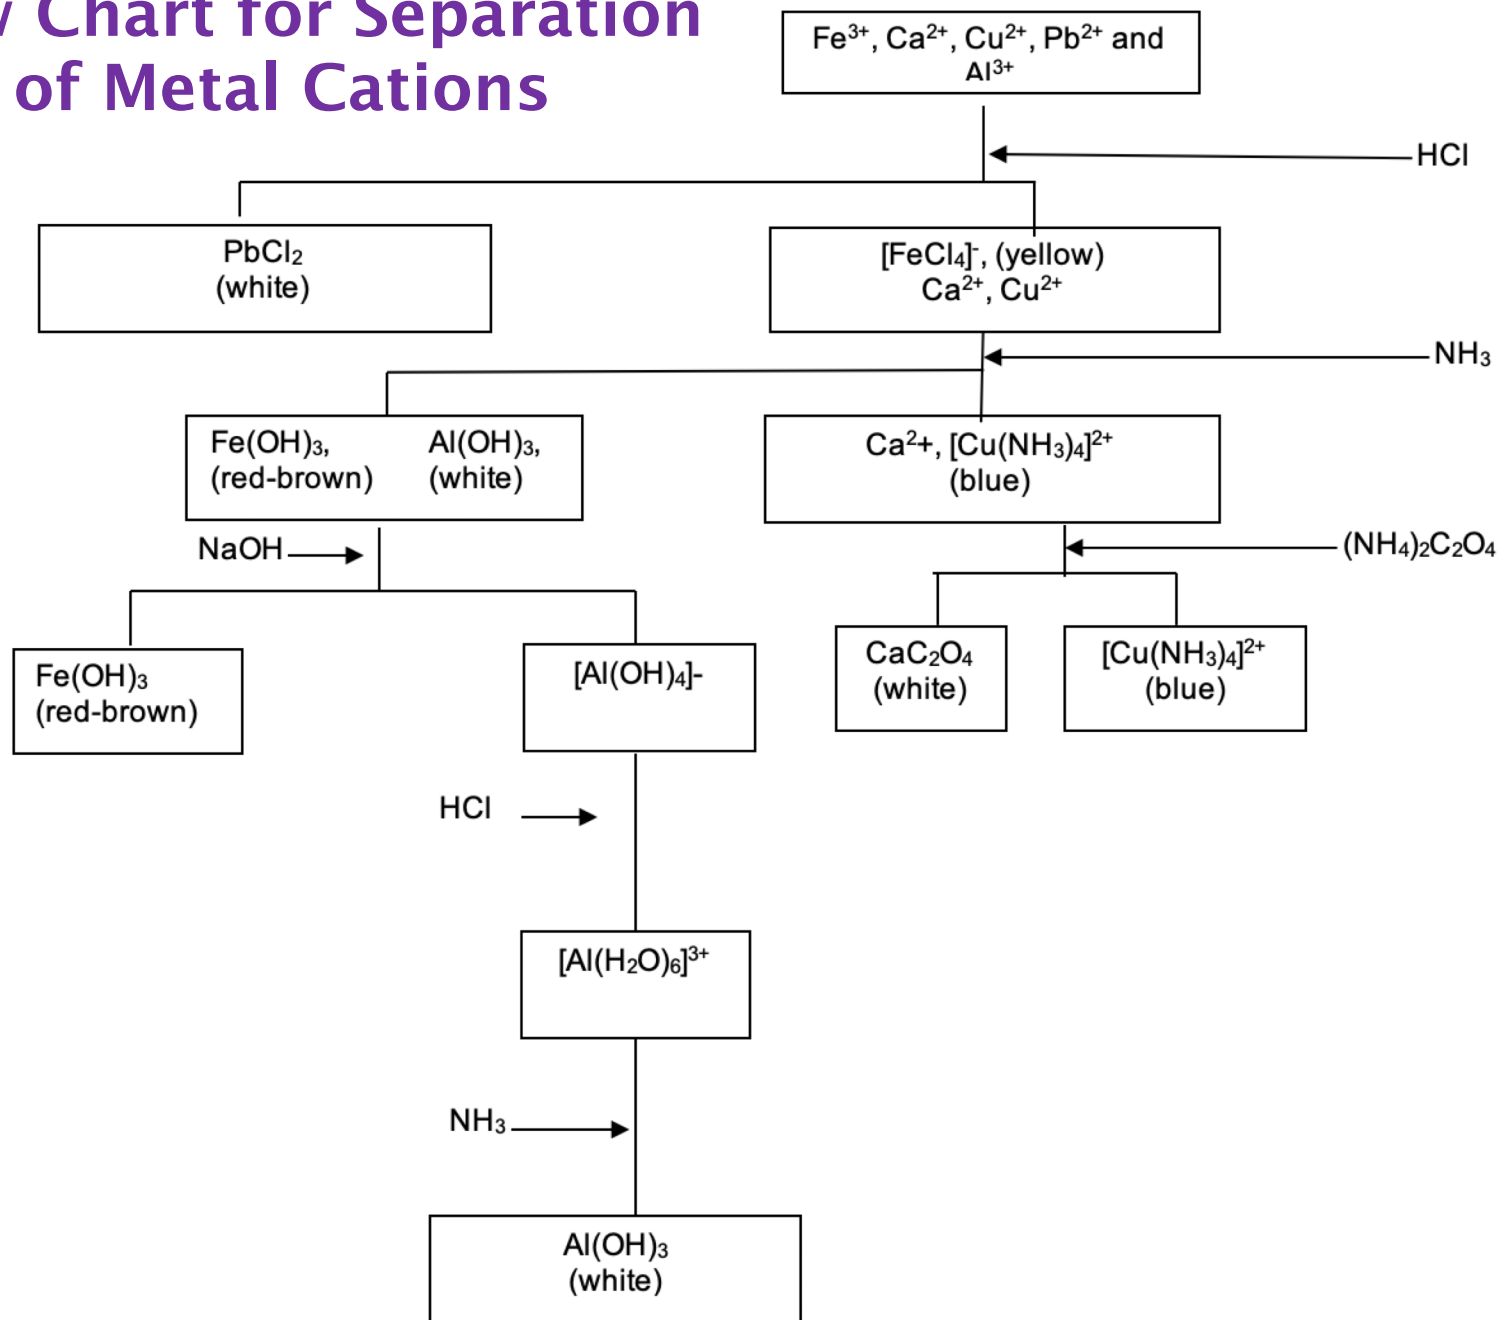 Chart for Separation
of Metal Cations
Fe³⁺, Ca²⁺, Cu²⁺, Pb²⁺ and
Al³⁺
HCl
PbCl₂
(white)
[FeCl₄]⁻, (yellow)
Ca²⁺, Cu²⁺
NH₃
Fe(OH)₃, Al(OH)₃,
(red-brown) (white)
Ca²+, [Cu(NH₃)₄]²⁺
(blue)
NaOH
(NH₄)₂C₂O₄
Fe(OH)₃
(red-brown)
[Al(OH)₄]-
CaC₂O₄
(white)
[Cu(NH₃)₄]²⁺
(blue)
HCl
[Al(H₂O)₆]³⁺
NH₃
Al(OH)₃
(white)